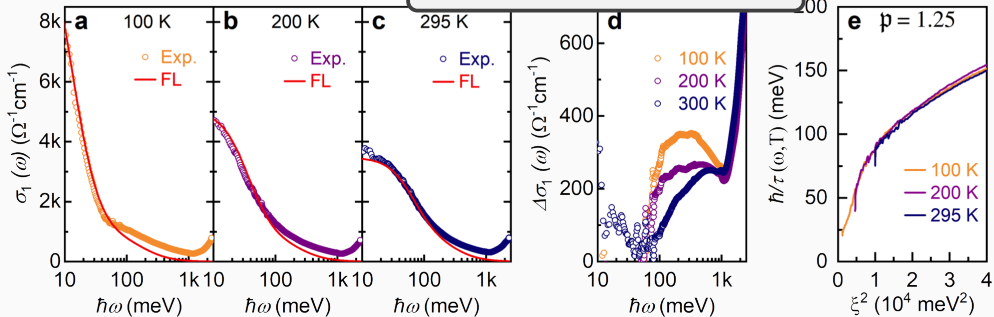 a 100 K
b 200 K
c 295 K
d
e p = 1.25
8k
6k
4k
2k
0
σ₁(ω) (Ω⁻¹cm⁻¹)
Exp.
FL
Exp.
FL
Exp.
FL
10 100 1k 10 100 1k 10 100 1k
ħω (meV)
ħω (meV)
ħω (meV)
600
400
200
0
Δσ₁(ω) (Ω⁻¹cm⁻¹)
100 K
200 K
300 K
10 100 1k
ħω (meV)
200
150
100
50
0
ħ/τ (ω,T) (meV)
100 K
200 K
295 K
0 1 2 3 4
ξ² (10⁴ meV²)